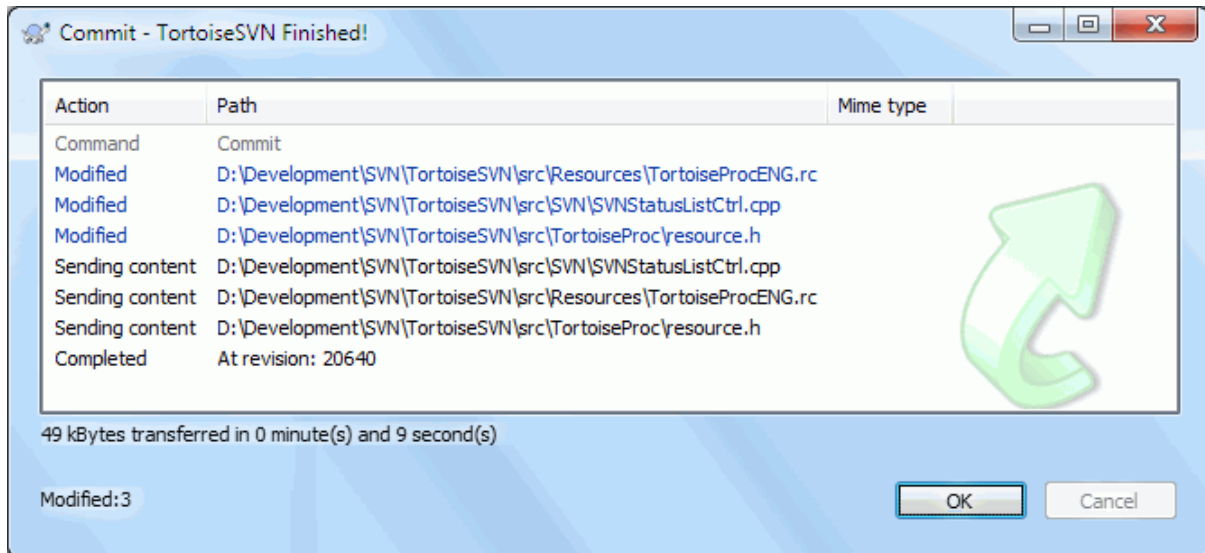 Commit - TortoiseSVN Finished!
Action Path Mime type
Command Commit
Modified D:\Development\SVN\TortoiseSVN\src\Resources\TortoiseProcENG.rc
Modified D:\Development\SVN\TortoiseSVN\src\SVN\SVNStatusListCtrl.cpp
Modified D:\Development\SVN\TortoiseSVN\src\TortoiseProc\resource.h
Sending content D:\Development\SVN\TortoiseSVN\src\SVN\SVNStatusListCtrl.cpp
Sending content D:\Development\SVN\TortoiseSVN\src\Resources\TortoiseProcENG.rc
Sending content D:\Development\SVN\TortoiseSVN\src\TortoiseProc\resource.h
Completed At revision: 20640
49 kBytes transferred in 0 minute(s) and 9 second(s)
Modified:3
OK Cancel